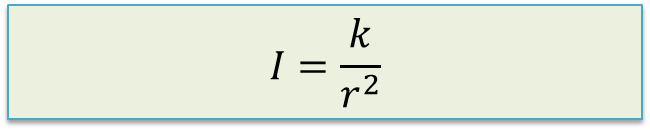 I = k/r²